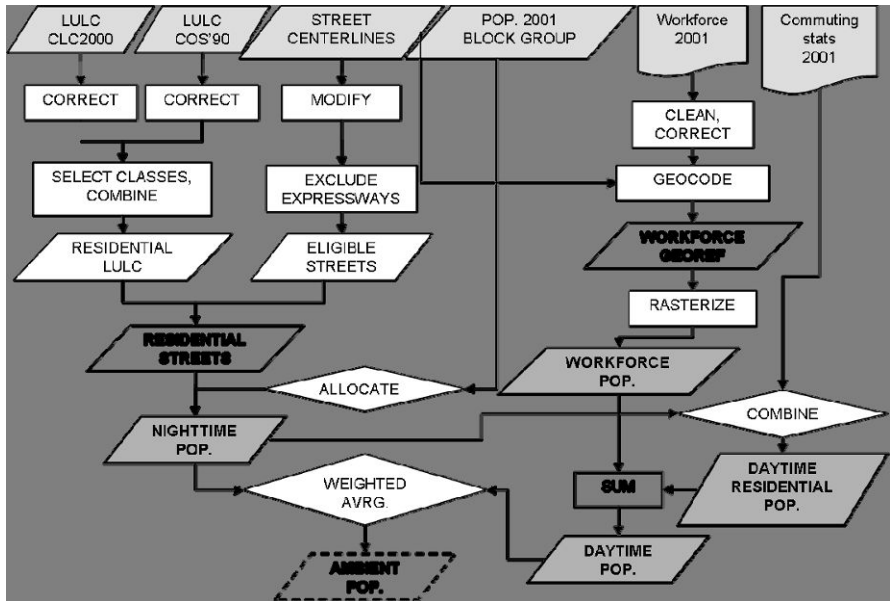 LULC
CLC2000
LULC
COS'90
STREET
CENTERLINES
POP. 2001
BLOCK GROUP
Workforce
2001
Commuting
stats
2001
CORRECT
CORRECT
MODIFY
CLEAN,
CORRECT
SELECT CLASSES,
COMBINE
EXCLUDE
EXPRESSWAYS
GEOCODE
RESIDENTIAL
LULC
ELIGIBLE
STREETS
WORKFORCE
GEOREF
RASTERIZE
RESIDENTIAL
STREETS
WORKFORCE
POP.
ALLOCATE
COMBINE
NIGHTTIME
POP.
WEIGHTED
AVRG.
SUM
DAYTIME
RESIDENTIAL
POP.
DAYTIME
POP.
AMBIENT
POP.